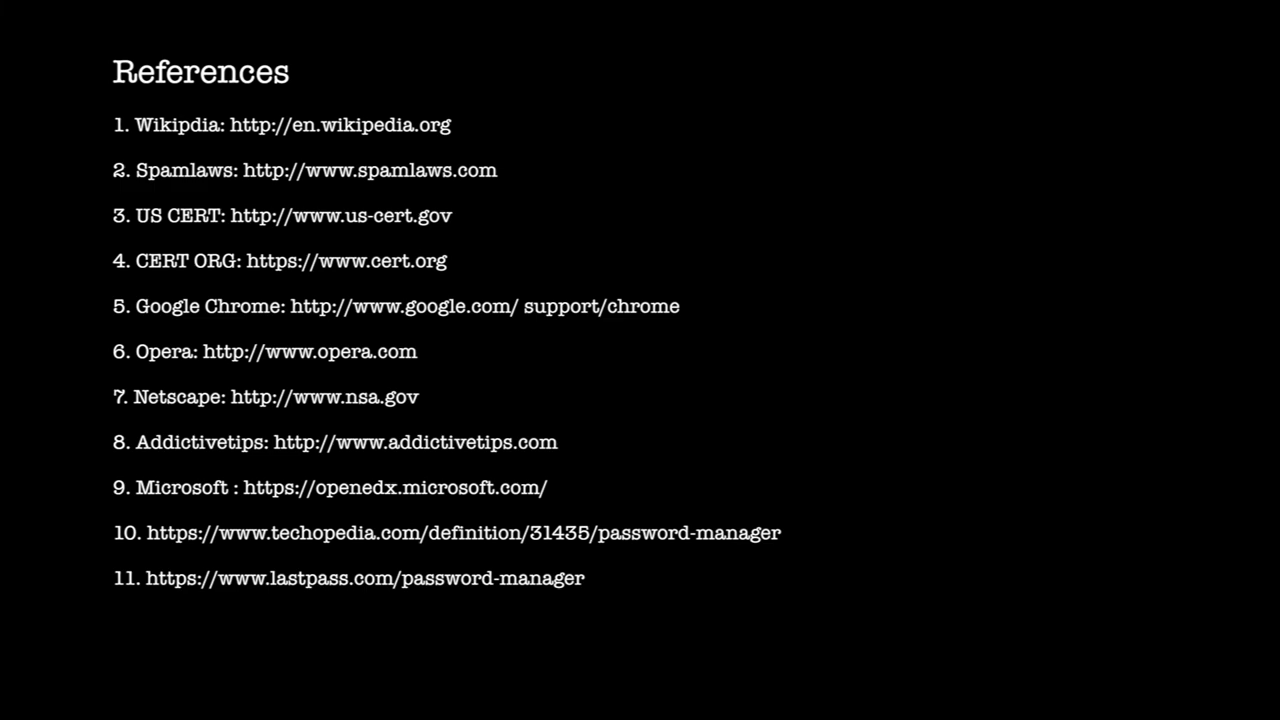 References
1. Wikipdia: http://en.wikipedia.org
2. Spamlaws: http://www.spamlaws.com
3. US CERT: http://www.us-cert.gov
4. CERT ORG: https://www.cert.org
5. Google Chrome: http://www.google.com/ support/chrome
6. Opera: http://www.opera.com
7. Netscape: http://www.nsa.gov
8. Addictivetips: http://www.addictivetips.com
9. Microsoft : https://openedx.microsoft.com/
10. https://www.techopedia.com/definition/31435/password-manager
11. https://www.lastpass.com/password-manager